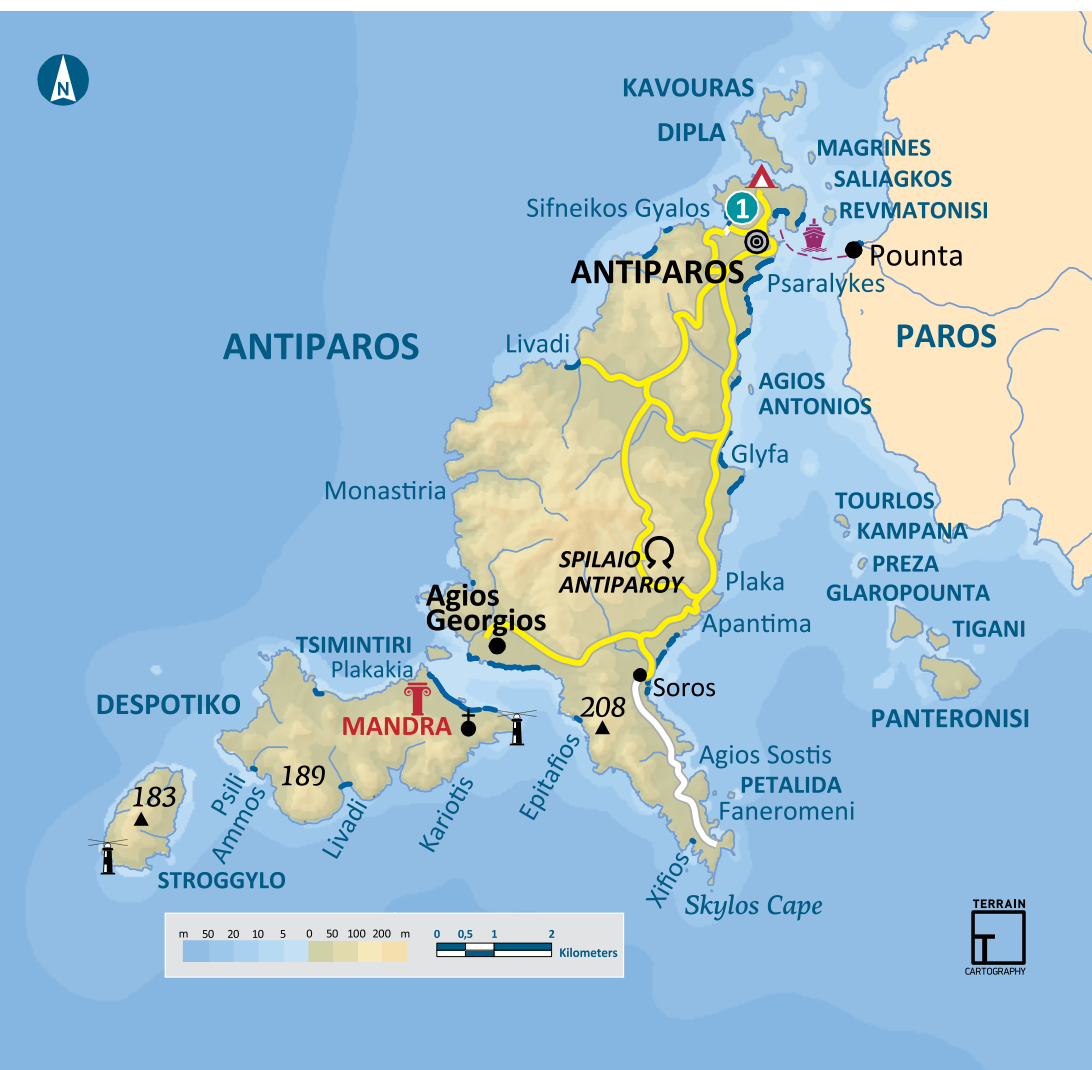 N
KAVOURAS
DIPLA
MAGRINES
SALIAGKOS
REVMATONISI
Sifneikos Gyalos
1
Pounta
ANTIPAROS
Psaralykes
PAROS
ANTIPAROS
Livadi
AGIOS
ANTONIOS
Glyfa
Monastiria
TOURLOS
KAMPANA
PREZA
GLAROPOUNTA
SPILAIO
ANTIPAROY
Plaka
Apantima
TIGANI
Agios
Georgios
TSIMINTIRI
Plakakia
Soros
DESPOTIKO
MANDRA
208
PANTERONISI
Agios Sostis
PETALIDA
Faneromeni
189
183
Psili
Ammos
Livadi
Kariotis
Epitafios
Xifios
STROGGYLO
Skylos Cape
m 50 20 10 5 0 50 100 200 m
0 0,5 1 2
Kilometers
TERRAIN
T
CARTOGRAPHY